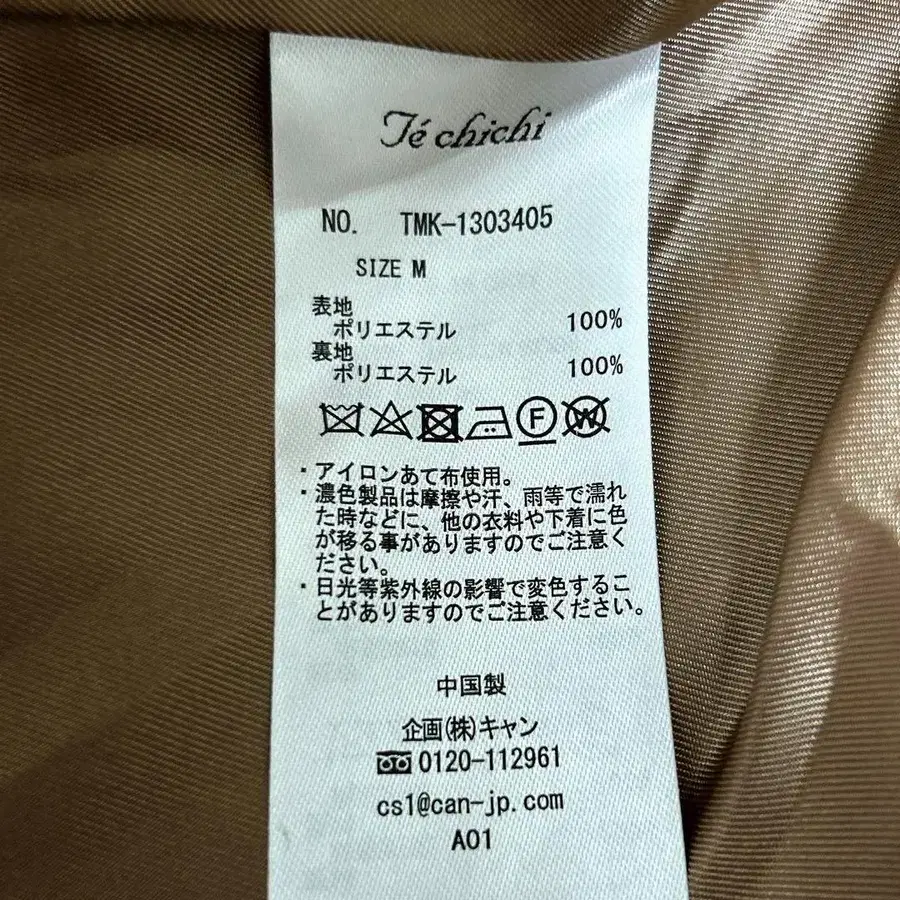 Té chichi
NO. TMK-1303405
SIZE M
表地
ポリエステル 100%
裏地
ポリエステル 100%
F W
・アイロンあて布使用。
・濃色製品は摩擦や汗、雨等で濡れ
た時などに、他の衣料や下着に色
が移る事がありますのでご注意く
ださい。
・日光等紫外線の影響で変色するこ
とがありますのでご注意ください。
中国製
企画(株)キャン
0120-112961
cs1@can-jp.com
A01